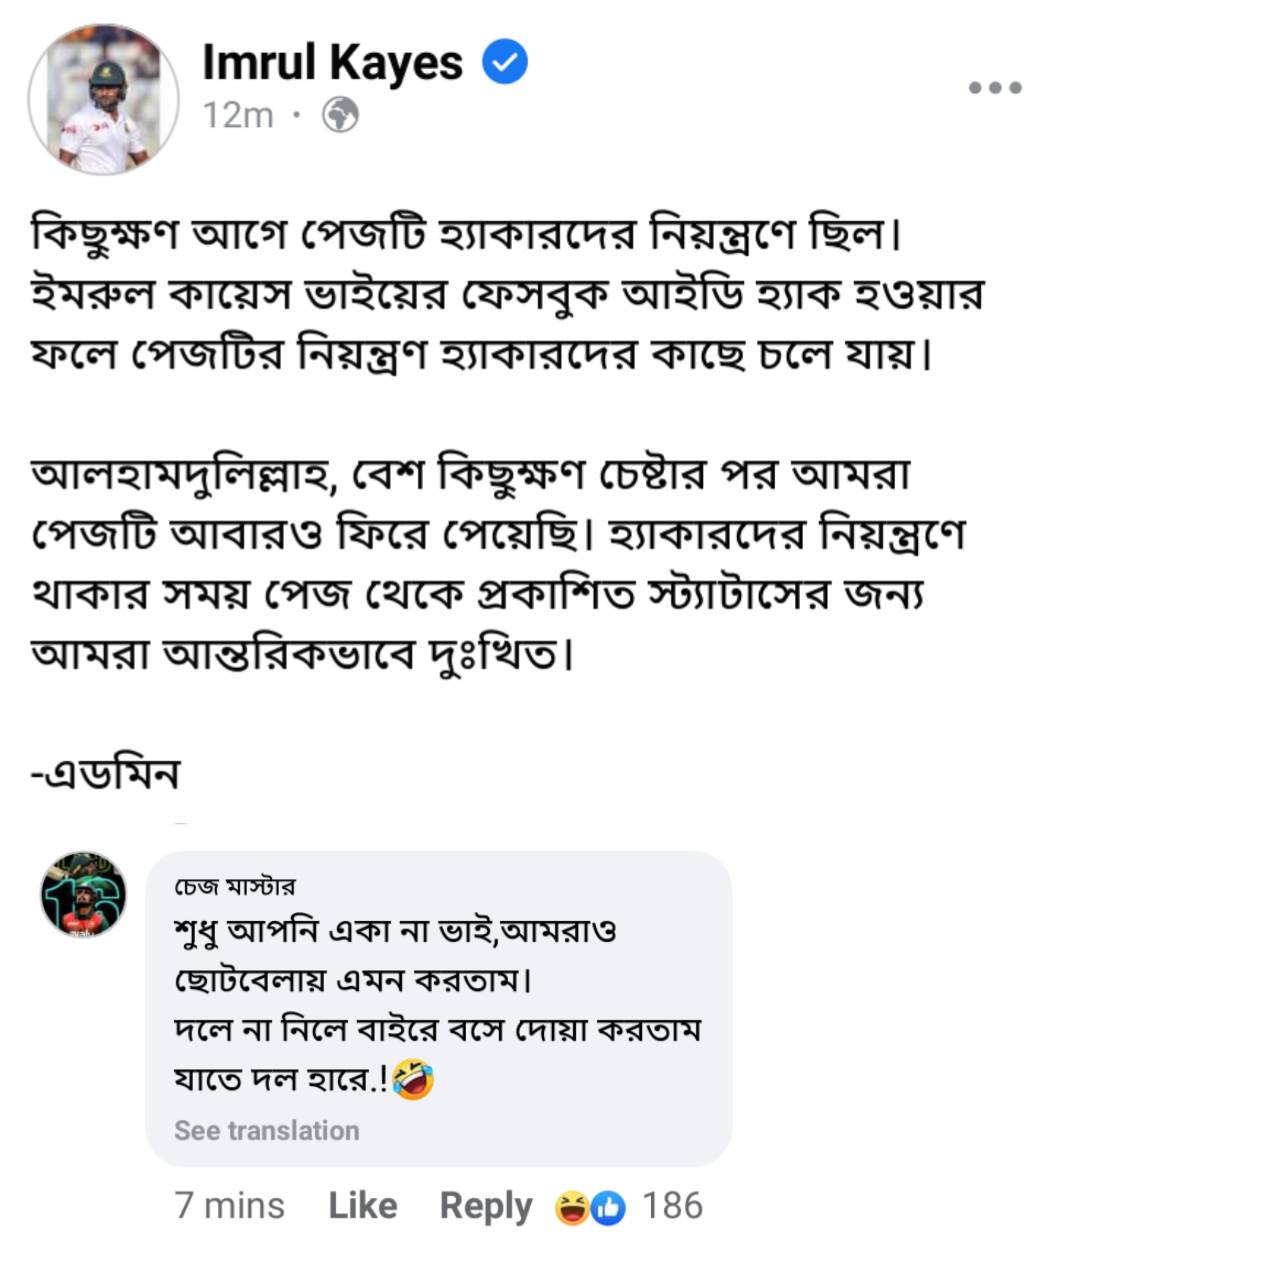 Imrul Kayes
12m
কিছুক্ষণ আগে পেজটি হ্যাকারদের নিয়ন্ত্রণে ছিল।
ইমরুল কায়েস ভাইয়ের ফেসবুক আইডি হ্যাক হওয়ার
ফলে পেজটির নিয়ন্ত্রণ হ্যাকারদের কাছে চলে যায়।
আলহামদুলিল্লাহ, বেশ কিছুক্ষণ চেষ্টার পর আমরা
পেজটি আবারও ফিরে পেয়েছি। হ্যাকারদের নিয়ন্ত্রণে
থাকার সময় পেজ থেকে প্রকাশিত স্ট্যাটাসের জন্য
আমরা আন্তরিকভাবে দুঃখিত।
-এডমিন
চেজ মাস্টার
শুধু আপনি একা না ভাই,আমরাও
ছোটবেলায় এমন করতাম।
দলে না নিলে বাইরে বসে দোয়া করতাম
যাতে দল হারে.!🤣
See translation
7 mins Like Reply 186